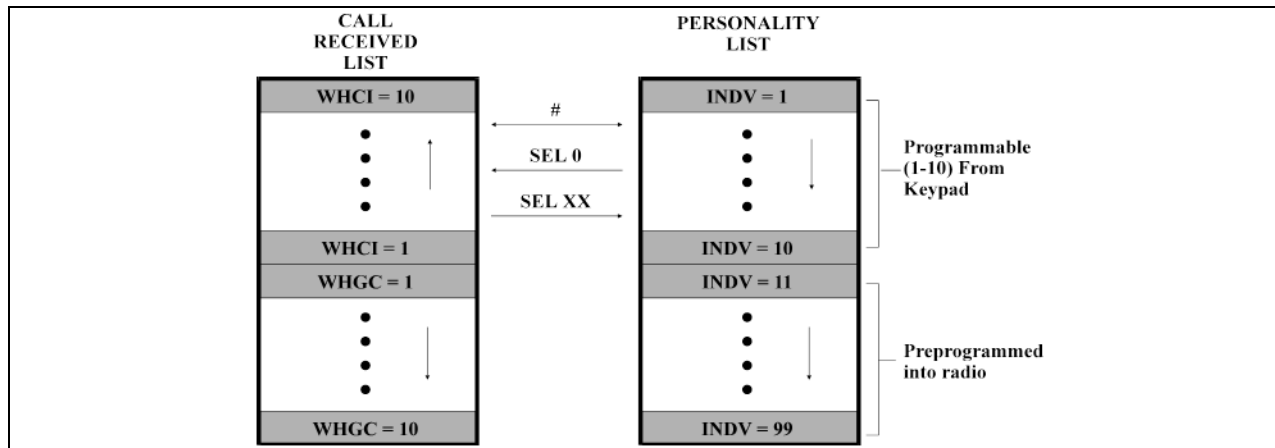 CALL
RECEIVED
LIST
PERSONALITY
LIST
WHCI = 10
INDV = 1
#
SEL 0
SEL XX
Programmable
(1-10) From
Keypad
WHCI = 1
INDV = 10
WHGC = 1
INDV = 11
Preprogrammed
into radio
WHGC = 10
INDV = 99